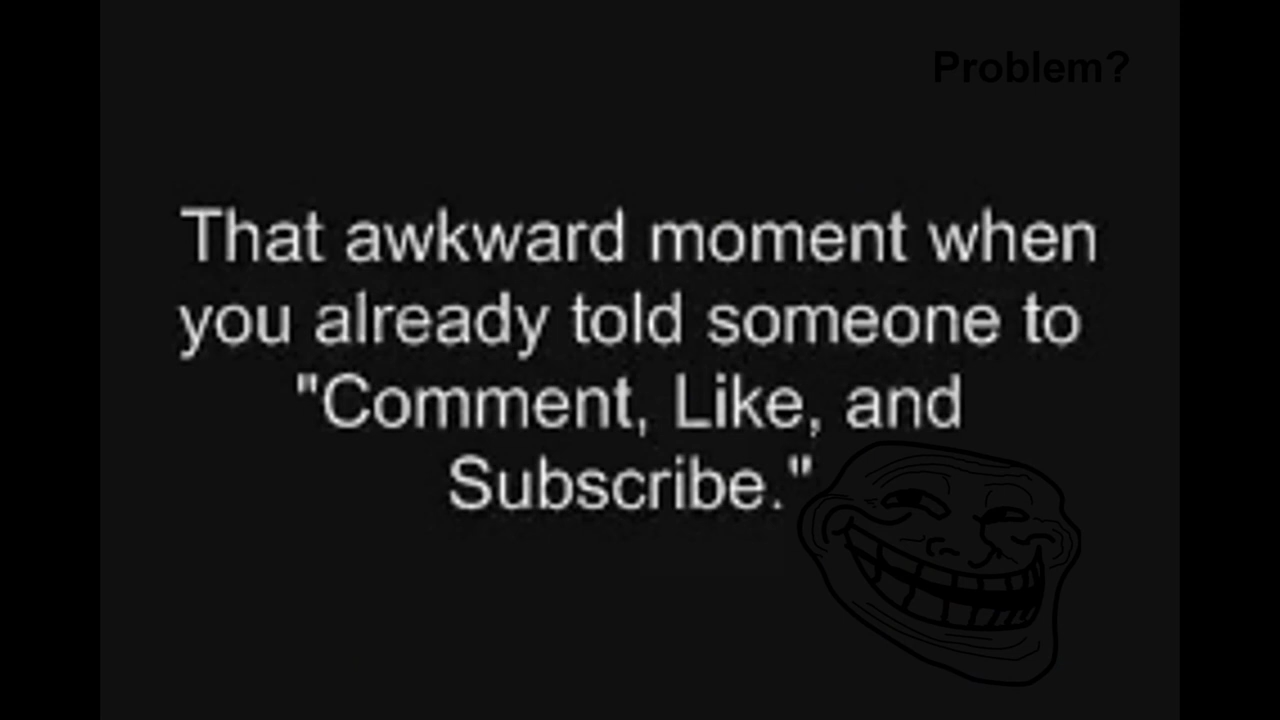 Problem?
That awkward moment when
you already told someone to
"Comment, Like, and
Subscribe."